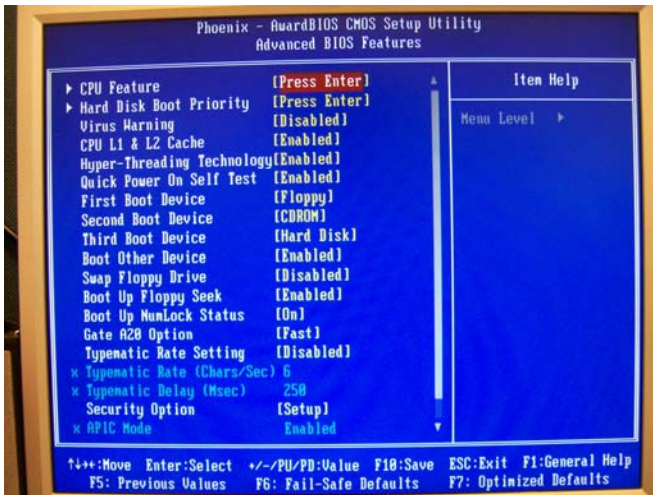 Phoenix - AwardBIOS CMOS Setup Utility
Advanced BIOS Features
▶ CPU Feature [Press Enter]
▶ Hard Disk Boot Priority [Press Enter]
Virus Warning [Disabled]
CPU L1 & L2 Cache [Enabled]
Hyper-Threading Technology[Enabled]
Quick Power On Self Test [Enabled]
First Boot Device [Floppy]
Second Boot Device [CDROM]
Third Boot Device [Hard Disk]
Boot Other Device [Enabled]
Swap Floppy Drive [Disabled]
Boot Up Floppy Seek [Enabled]
Boot Up NumLock Status [On]
Gate A20 Option [Fast]
Typematic Rate Setting [Disabled]
x Typematic Rate (Chars/Sec) 6
x Typematic Delay (Msec) 250
Security Option [Setup]
x APIC Mode Enabled
Item Help
Menu Level ▶
↑↓→←:Move Enter:Select +/-/PU/PD:Value F10:Save ESC:Exit F1:General Help
F5: Previous Values F6: Fail-Safe Defaults F7: Optimized Defaults